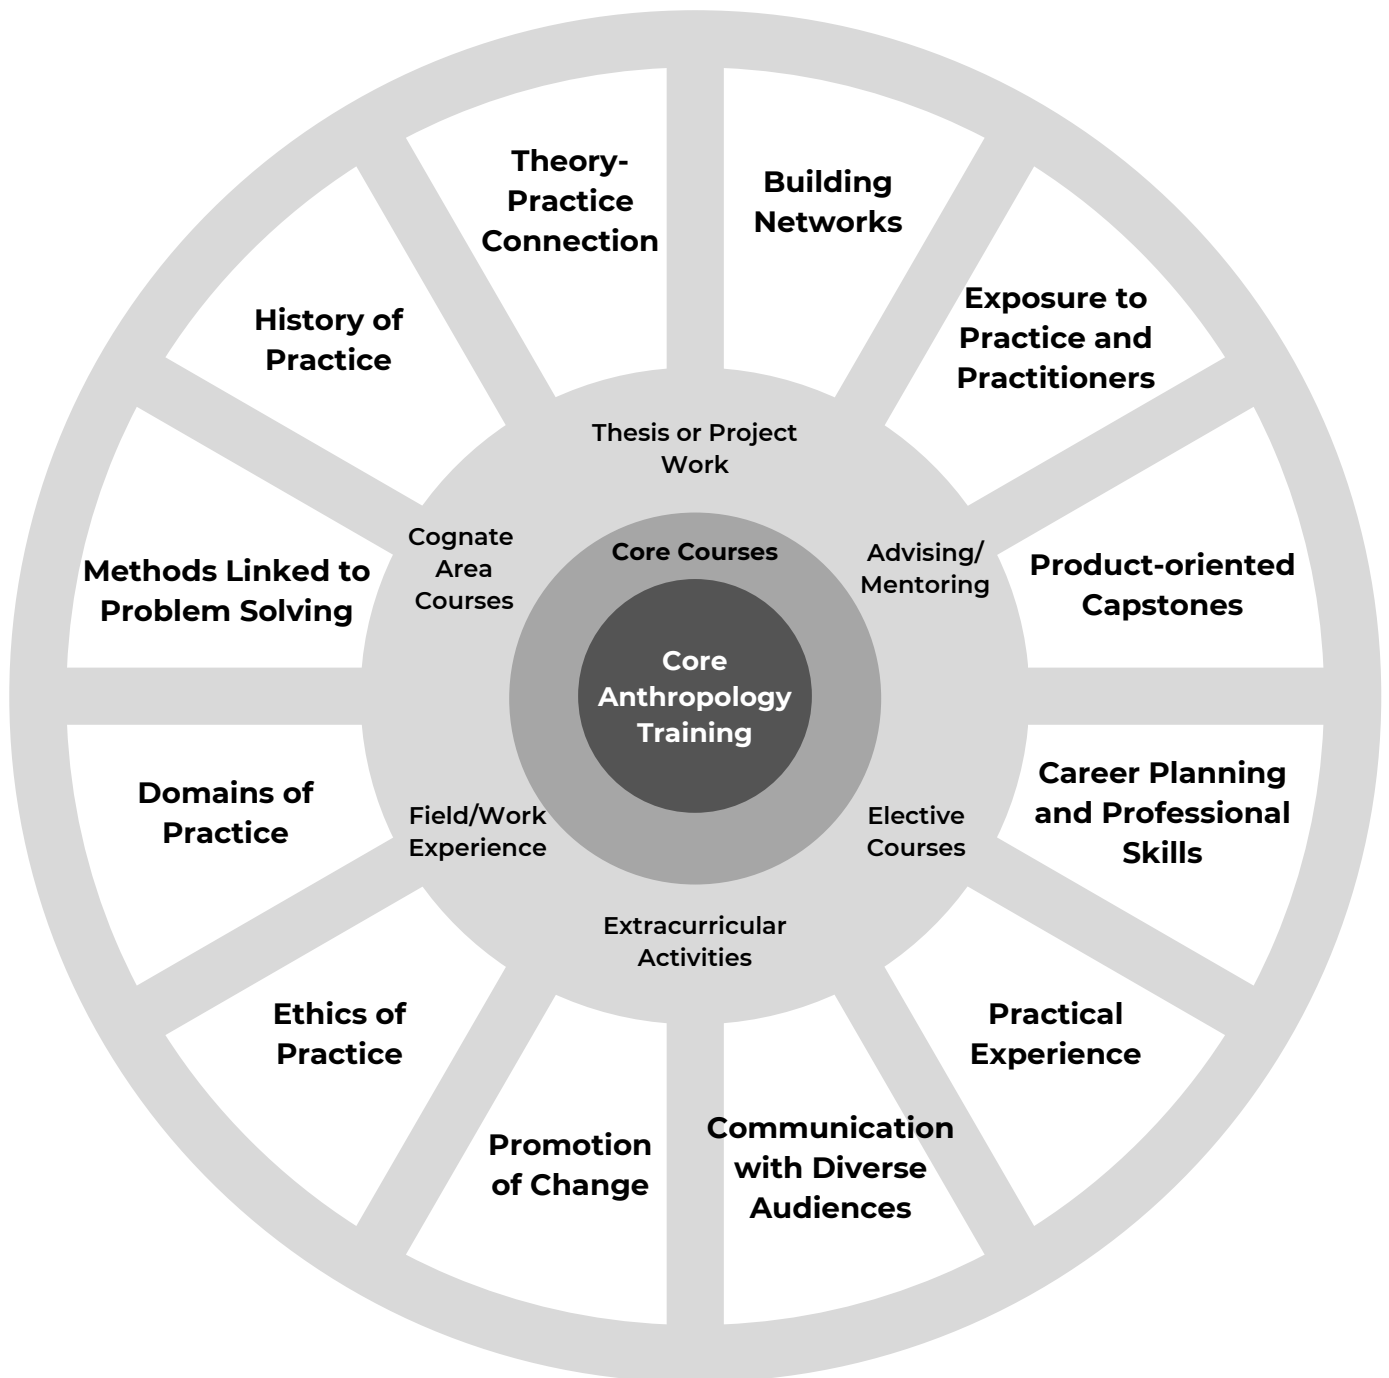 Theory-
Practice
Connection
Building
Networks
Exposure to
Practice and
Practitioners
Product-oriented
Capstones
Career Planning
and Professional
Skills
Practical
Experience
Communication
with Diverse
Audiences
Promotion
of Change
Ethics of
Practice
Domains of
Practice
Methods Linked to
Problem Solving
History of
Practice
Thesis or Project
Work
Advising/
Mentoring
Elective
Courses
Extracurricular
Activities
Field/Work
Experience
Cognate
Area
Courses
Core Courses
Core
Anthropology
Training